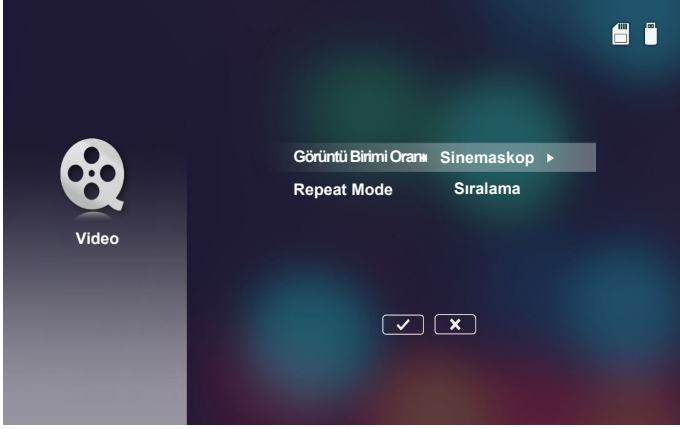 Görüntü Birimi Oranı Sinemaskop
Repeat Mode Sıralama
Video